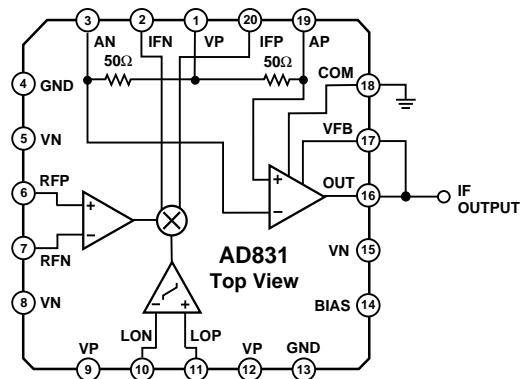 3 2 1 20 19
AN IFN VP IFP AP
50Ω 50Ω
COM
4 GND
18
VFB
17
5 VN
OUT
6 RFP
+ + 16 IF
OUTPUT
− −
7 RFN
AD831
Top View
VN 15
8 VN
− +
BIAS 14
LON LOP
VP VP GND
9 10 11 12 13